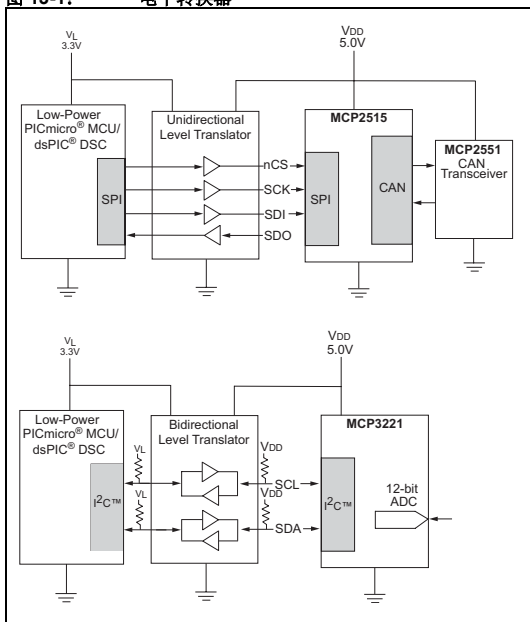 图 13-1: 电平转换器
VL
3.3V
VDD
5.0V
Low-Power
PICmicro® MCU/
dsPIC® DSC
SPI
Unidirectional
Level Translator
nCS
SCK
SDI
SDO
MCP2515
SPI
CAN
MCP2551
CAN
Transceiver
VL
3.3V
VDD
5.0V
Low-Power
PICmicro® MCU/
dsPIC® DSC
I²C™
VL
VL
Bidirectional
Level Translator
VDD
SCL
VDD
SDA
MCP3221
I²C™
12-bit
ADC